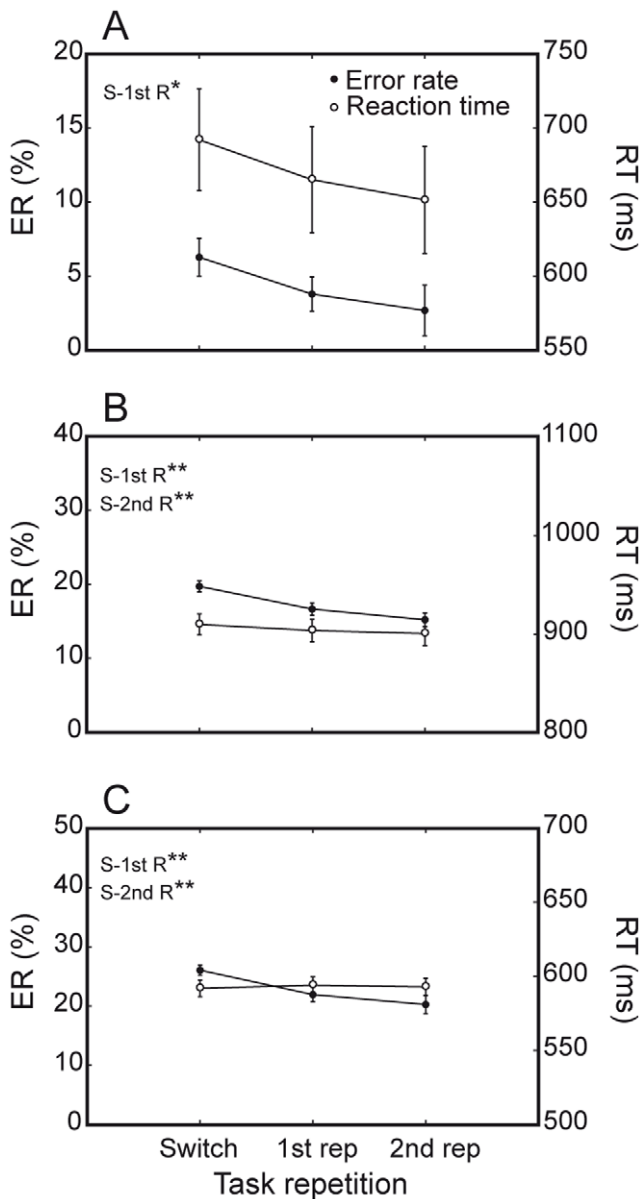 A
20
15
10
5
0
ER (%)
S-1st R*
Error rate
Reaction time
750
700
650
600
550
RT (ms)
B
40
30
20
10
0
ER (%)
S-1st R**
S-2nd R**
1100
1000
900
800
RT (ms)
C
50
40
30
20
10
0
ER (%)
S-1st R**
S-2nd R**
700
650
600
550
500
RT (ms)
Switch 1st rep 2nd rep
Task repetition